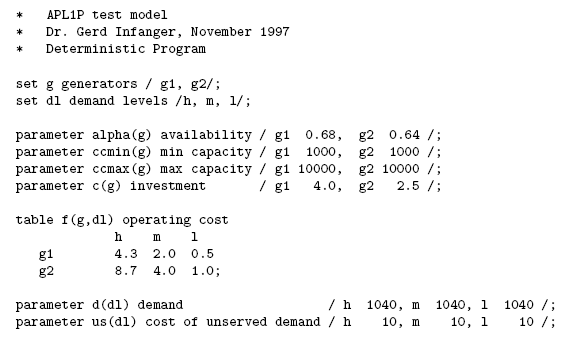 * APL1P test model
* Dr. Gerd Infanger, November 1997
* Deterministic Program
set g generators / g1, g2/;
set dl demand levels /h, m, l/;
parameter alpha(g) availability / g1 0.68, g2 0.64 /;
parameter ccmin(g) min capacity / g1 1000, g2 1000 /;
parameter ccmax(g) max capacity / g1 10000, g2 10000 /;
parameter c(g) investment / g1 4.0, g2 2.5 /;
table f(g,dl) operating cost
h m l
g1 4.3 2.0 0.5
g2 8.7 4.0 1.0;
parameter d(dl) demand / h 1040, m 1040, l 1040 /;
parameter us(dl) cost of unserved demand / h 10, m 10, l 10 /;